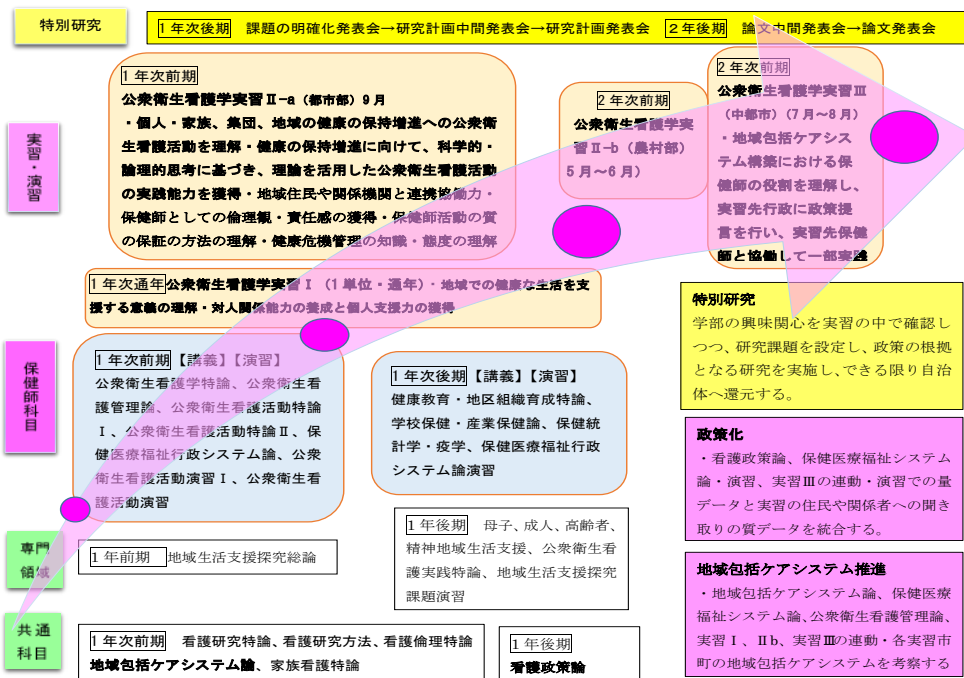 特別研究
1年次後期 課題の明確化発表会→研究計画中間発表会→研究計画発表会 2年後期 論文中間発表会→論文発表会
実習・演習
1年次前期
公衆衛生看護学実習Ⅱ-a（都市部）9月
・個人・家族、集団、地域の健康の保持増進への公衆衛
生看護活動を理解・健康の保持増進に向けて、科学的・
論理的思考に基づき、理論を活用した公衆衛生看護活動
の実践能力を獲得・地域住民や関係機関と連携協働力・
保健師としての倫理観・責任感の獲得・保健師活動の質
の保証の方法の理解・健康危機管理の知識・態度の理解
2年次前期
公衆衛生看護学実
習Ⅱ-b（農村部）
5月～6月）
2年次前期
公衆衛生看護学実習Ⅲ
（中都市）（7月～8月）
・地域包括ケアシス
テム構築における保
健師の役割を理解し、
実習先行政に政策提
言を行い、実習先保健
師と協働して一部実践
1年次通年公衆衛生看護学実習Ⅰ（1単位・通年）・地域での健康な生活を支
援する意義の理解・対人関係能力の養成と個人支援力の獲得
保健師科目
1年次前期【講義】【演習】
公衆衛生看護学特論、公衆衛生看
護管理論、公衆衛生看護活動特論
Ⅰ、公衆衛生看護活動特論Ⅱ、保
健医療福祉行政システム論、公衆
衛生看護活動演習Ⅰ、公衆衛生看
護活動演習
1年次後期【講義】【演習】
健康教育・地区組織育成特論、
学校保健・産業保健論、保健統
計学・疫学、保健医療福祉行政
システム論演習
特別研究
学部の興味関心を実習の中で確認し
つつ、研究課題を設定し、政策の根拠
となる研究を実施し、できる限り自治
体へ還元する。
政策化
・看護政策論、保健医療福祉システム
論・演習、実習Ⅲの連動・演習での量
データと実習の住民や関係者への聞き
取りの質データを統合する。
専門
領域
1年前期 地域生活支援探究総論
1年後期 母子、成人、高齢者、
精神地域生活支援、公衆衛生看
護実践特論、地域生活支援探究
課題演習
地域包括ケアシステム推進
・地域包括ケアシステム論、保健医療
福祉システム論、公衆衛生看護管理論、
実習Ⅰ、Ⅱb、実習Ⅲの連動・各実習市
町の地域包括ケアシステムを考察する
共通
科目
1年次前期 看護研究特論、看護研究方法、看護倫理特論
地域包括ケアシステム論、家族看護特論
1年後期
看護政策論